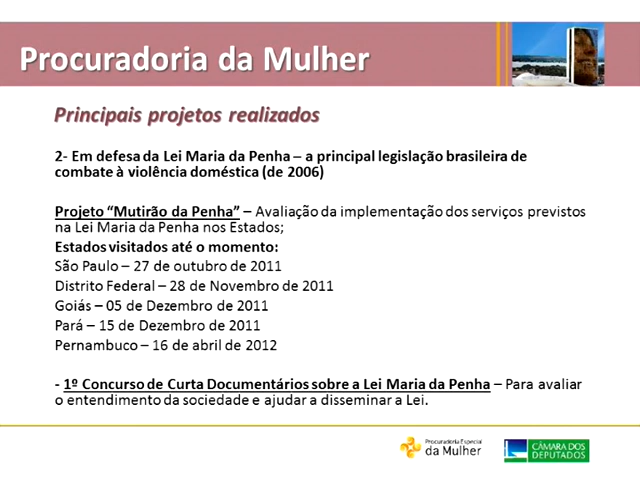 Procuradoria da Mulher
Principais projetos realizados
2- Em defesa da Lei Maria da Penha – a principal legislação brasileira de
combate à violência doméstica (de 2006)
Projeto “Mutirão da Penha” – Avaliação da implementação dos serviços previstos
na Lei Maria da Penha nos Estados;
Estados visitados até o momento:
São Paulo – 27 de outubro de 2011
Distrito Federal – 28 de Novembro de 2011
Goiás – 05 de Dezembro de 2011
Pará – 15 de Dezembro de 2011
Pernambuco – 16 de abril de 2012
- 1º Concurso de Curta Documentários sobre a Lei Maria da Penha – Para avaliar
o entendimento da sociedade e ajudar a disseminar a Lei.
Procuradoria Especial
da Mulher
CÂMARA DOS
DEPUTADOS